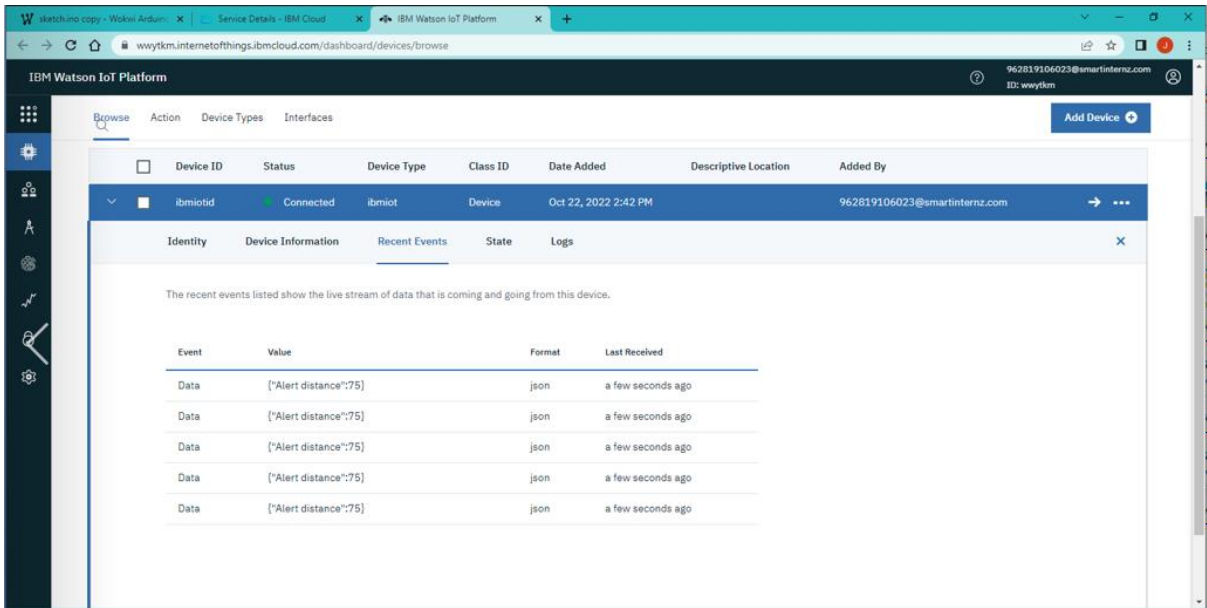 sketch.ino copy - Wokwi Arduin
Service Details - IBM Cloud
IBM Watson IoT Platform
wwytkm.internetofthings.ibmcloud.com/dashboard/devices/browse
J
IBM Watson IoT Platform
962819106023@smartinternz.com
ID: wwytkm
Browse Action Device Types Interfaces
Add Device
Device ID Status Device Type Class ID Date Added Descriptive Location Added By
ibmiotid Connected ibmiot Device Oct 22, 2022 2:42 PM 962819106023@smartinternz.com
Identity Device Information Recent Events State Logs
The recent events listed show the live stream of data that is coming and going from this device.
Event Value Format Last Received
Data {"Alert distance":75} json a few seconds ago
Data {"Alert distance":75} json a few seconds ago
Data {"Alert distance":75} json a few seconds ago
Data {"Alert distance":75} json a few seconds ago
Data {"Alert distance":75} json a few seconds ago